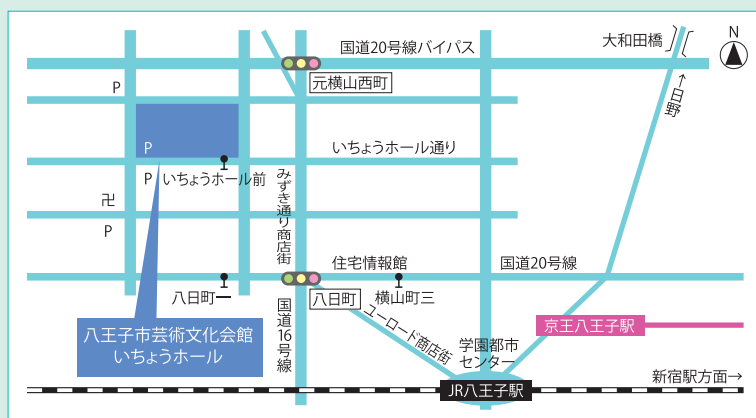 国道20号線バイパス
大和田橋
N
元横山西町
P
←日野
P
いちょうホール通り
P
いちょうホール前
みずき通り商店街
卍
P
住宅情報館
国道20号線
八日町一
八日町
横山町三
国道16号線
ユーロード商店街
京王八王子駅
八王子市芸術文化会館
いちょうホール
学園都市
センター
新宿駅方面→
JR八王子駅